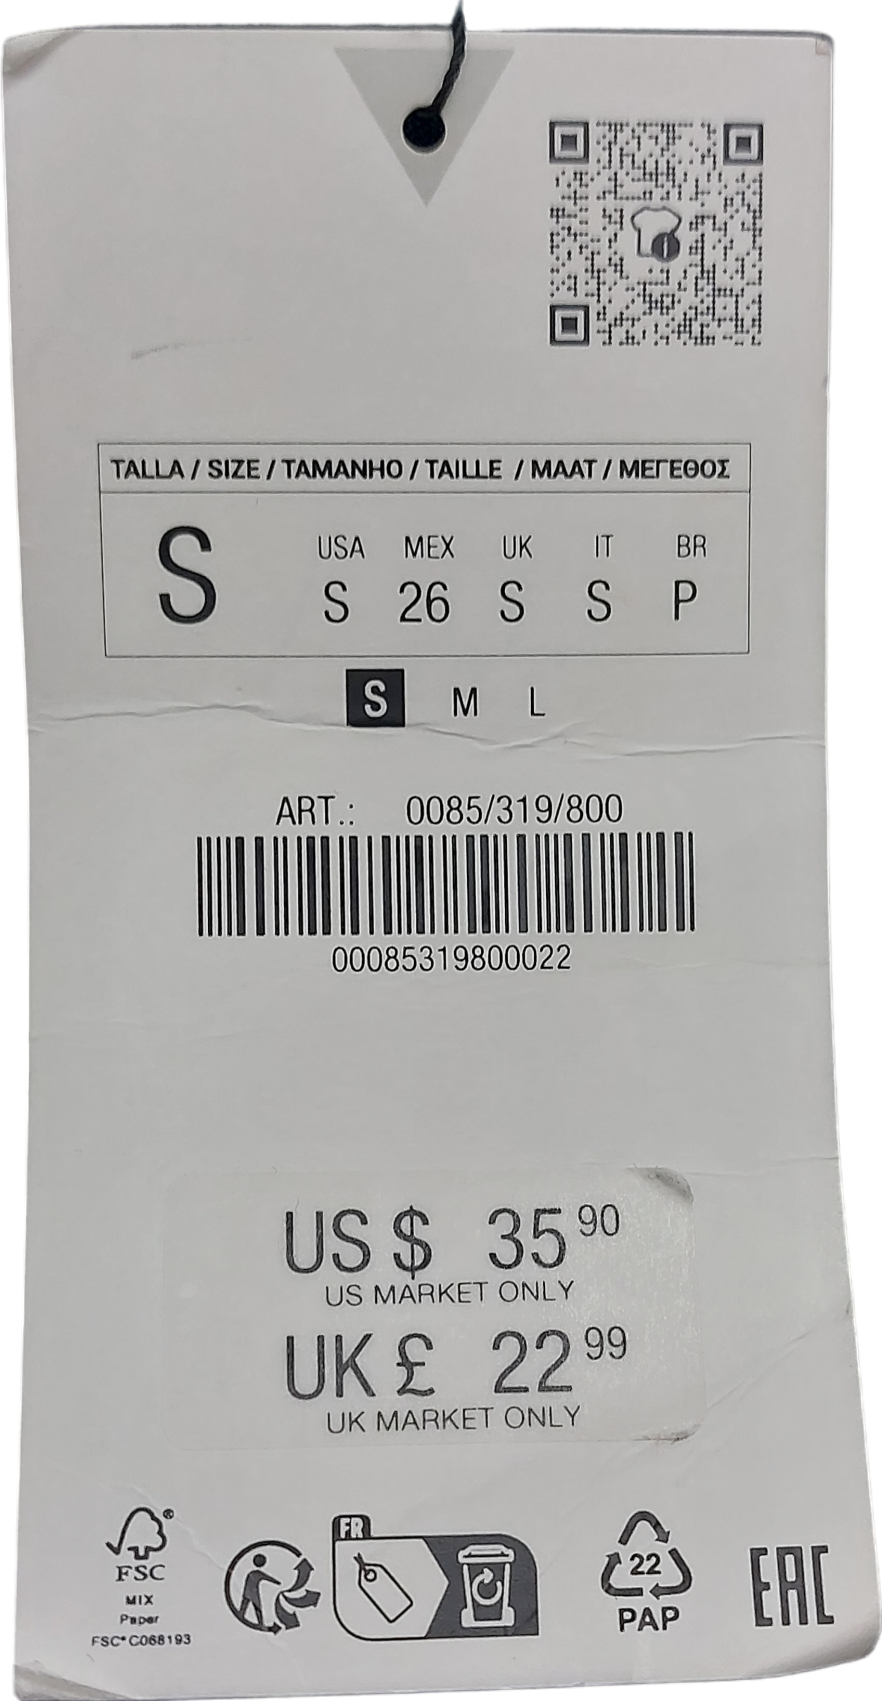 TALLA / SIZE / TAMANHO / TAILLE / MAAT / ΜΕΓΕΘΟΣ
S
USA MEX UK IT BR
S 26 S S P
S M L
ART.: 0085/319/800
00085319800022
US $ 35 90
US MARKET ONLY
UK £ 22 99
UK MARKET ONLY
FSC®
MIX
Paper
FSC® C068193
FR
22
PAP
EAC